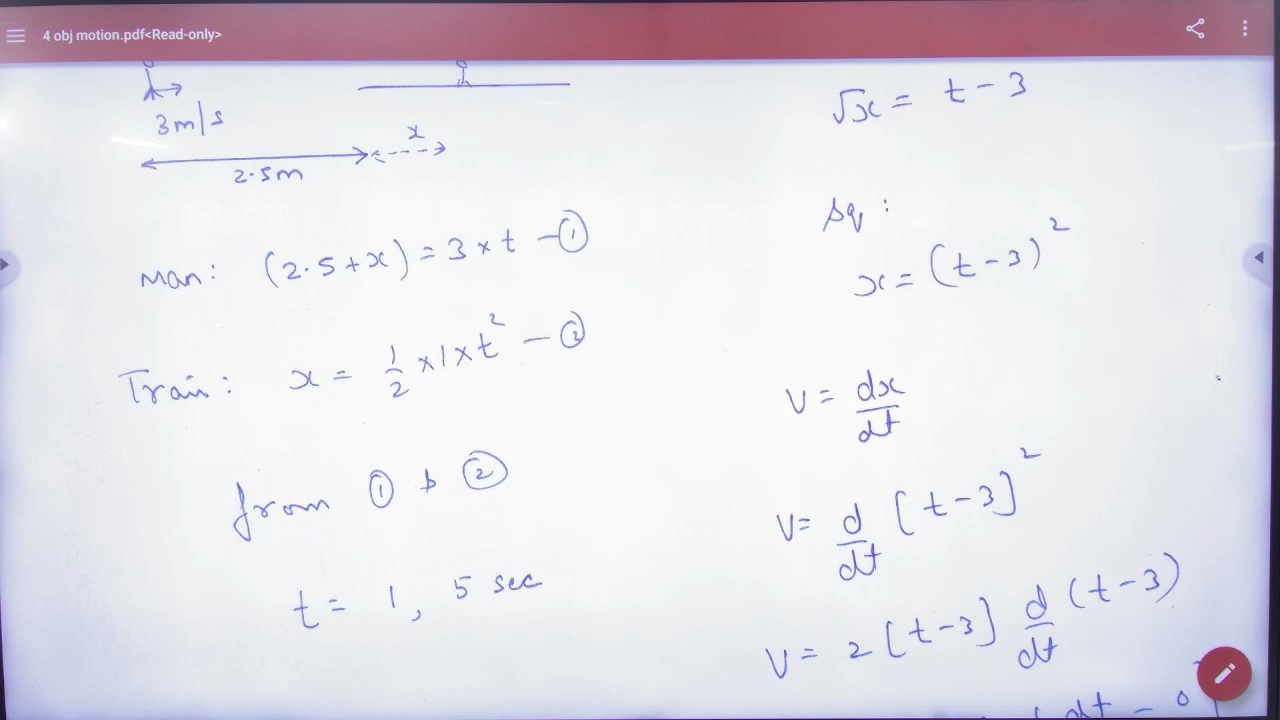 4 obj motion.pdf<Read-only>
3m/s
x
2.5m
Man: (2.5+x) = 3 × t – ①
Train: x = 1/2 × 1 × t² – ②
from ① & ②
t = 1, 5 sec
√x = t – 3
sq:
x = (t – 3)²
V = dx/dt
V = d/dt [t – 3]²
V = 2 [t – 3] d/dt (t – 3)